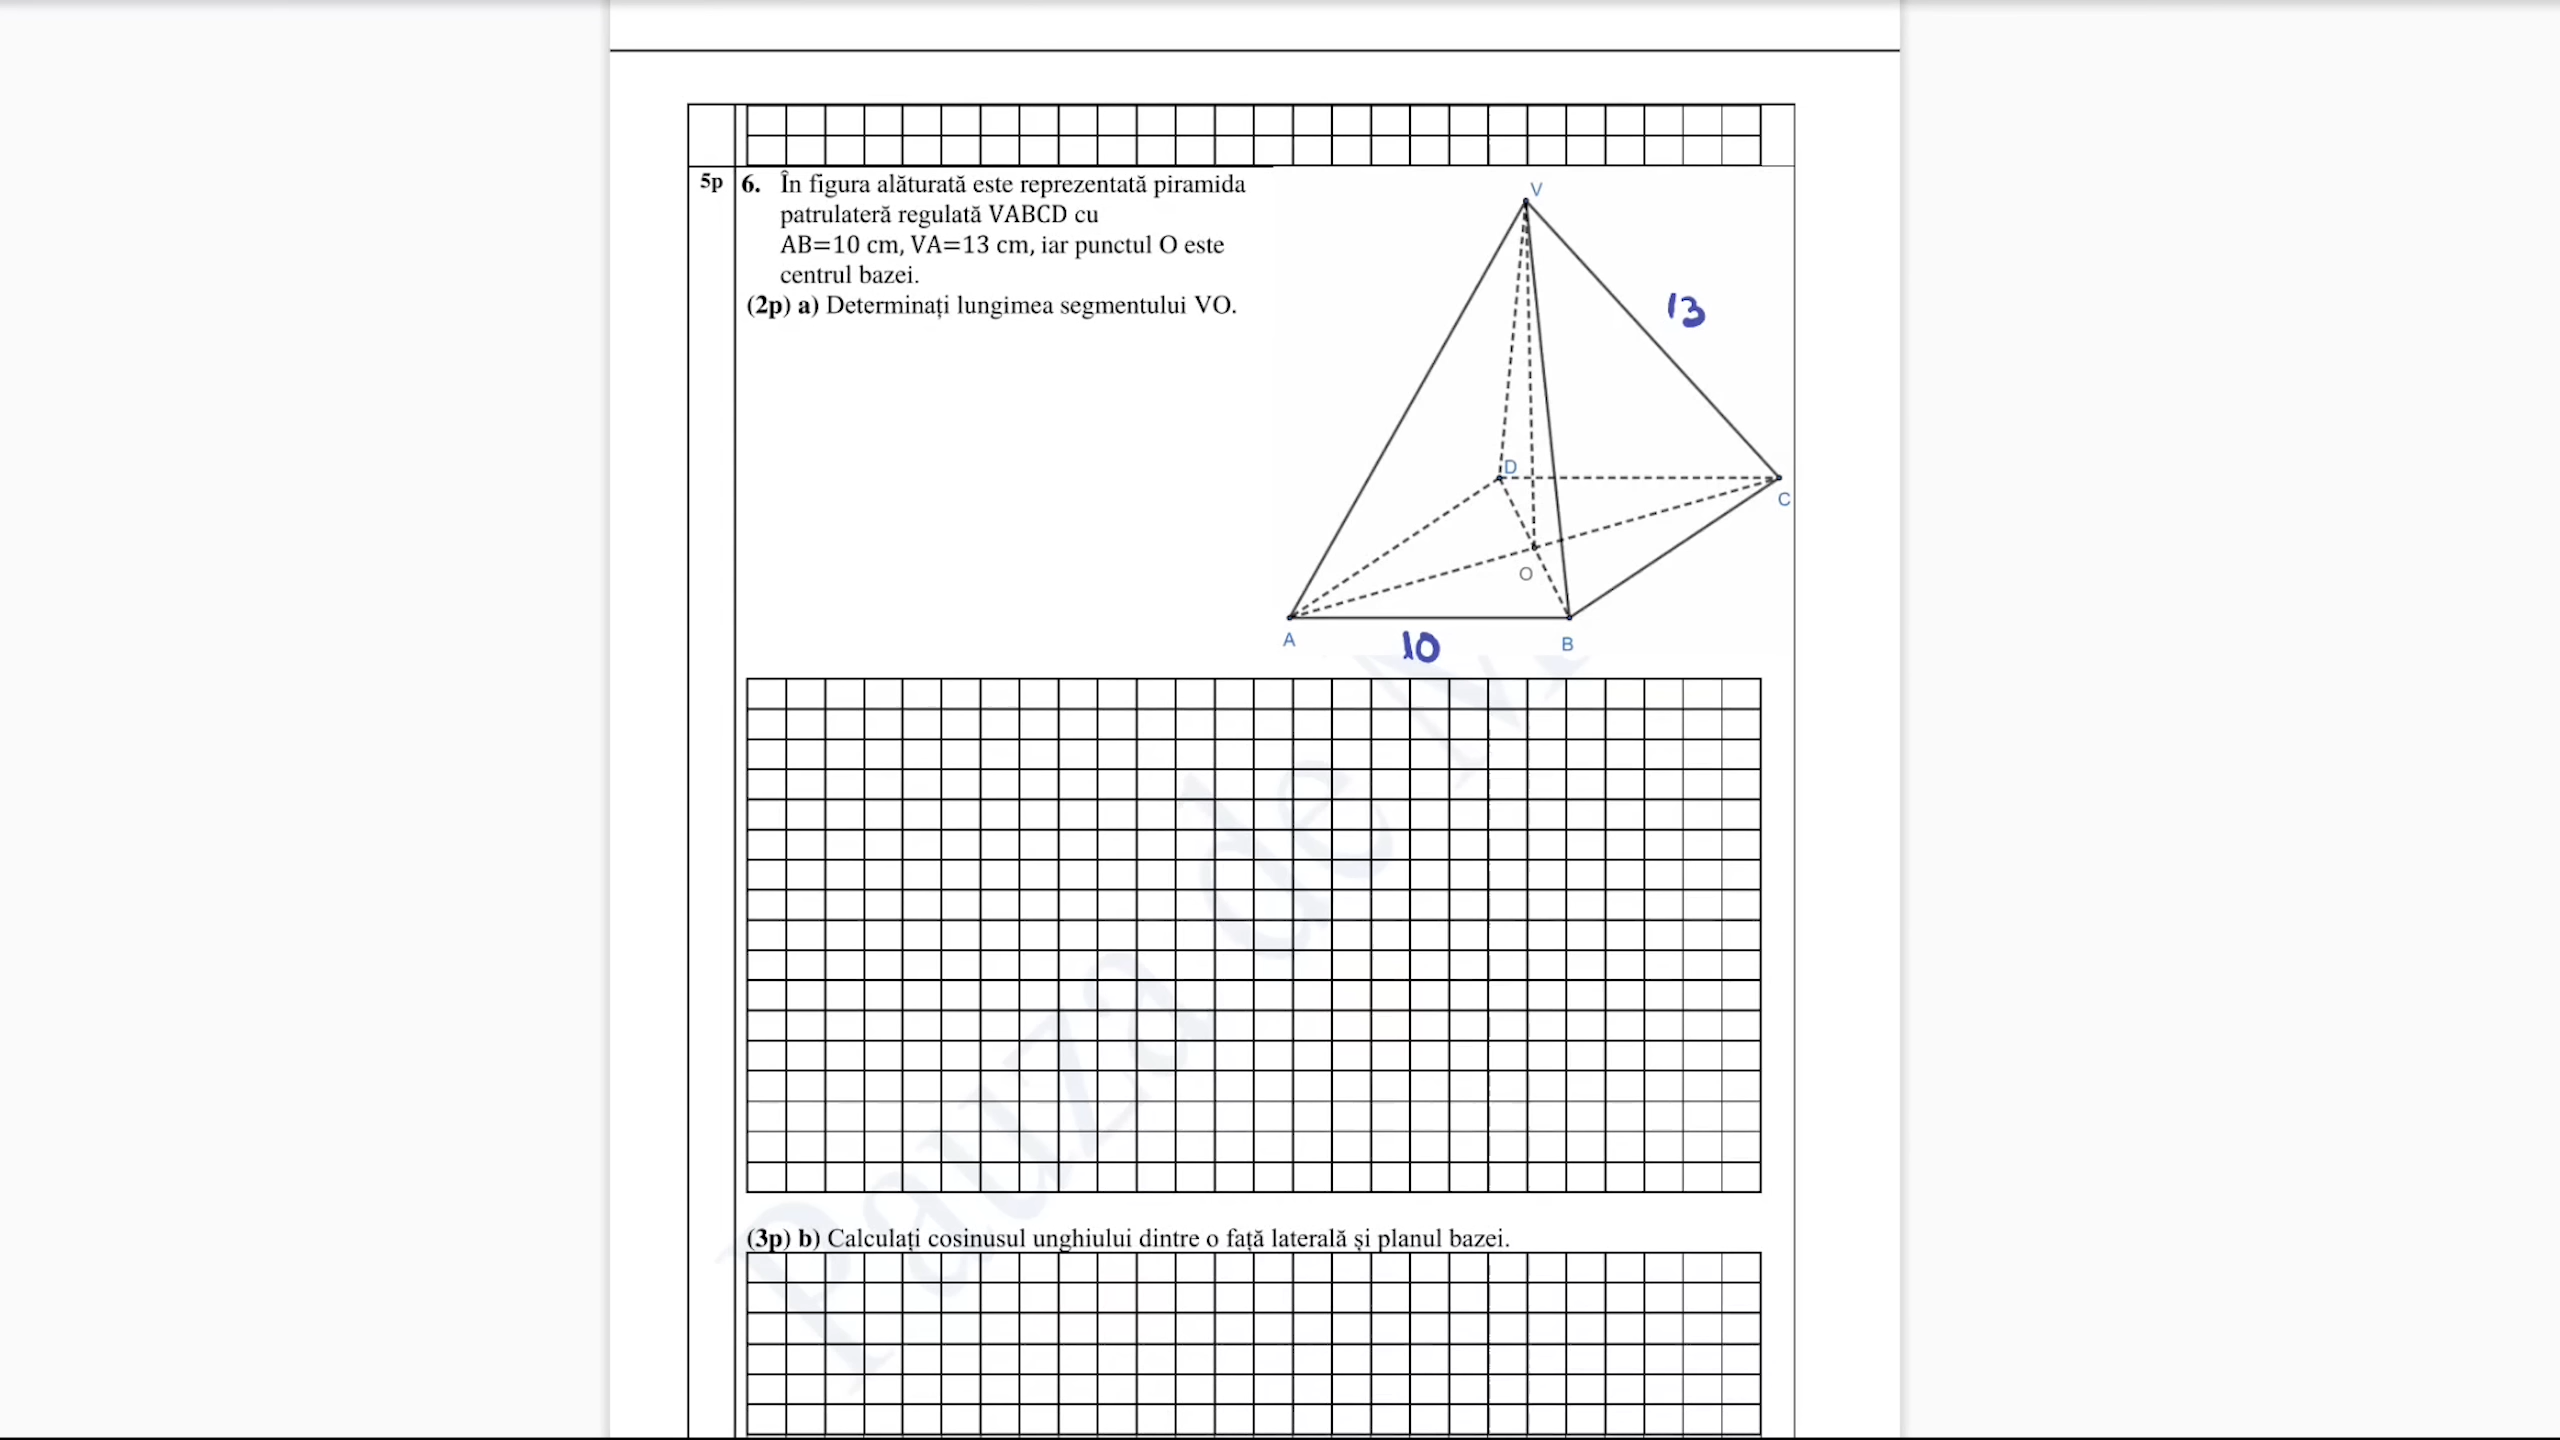 5p
6. În figura alăturată este reprezentată piramida
patrulateră regulată VABCD cu
AB=10 cm, VA=13 cm, iar punctul O este
centrul bazei.
(2p) a) Determinați lungimea segmentului VO.
V
13
D
C
O
A
10
B
Pauza de M
(3p) b) Calculați cosinusul unghiului dintre o față laterală și planul bazei.